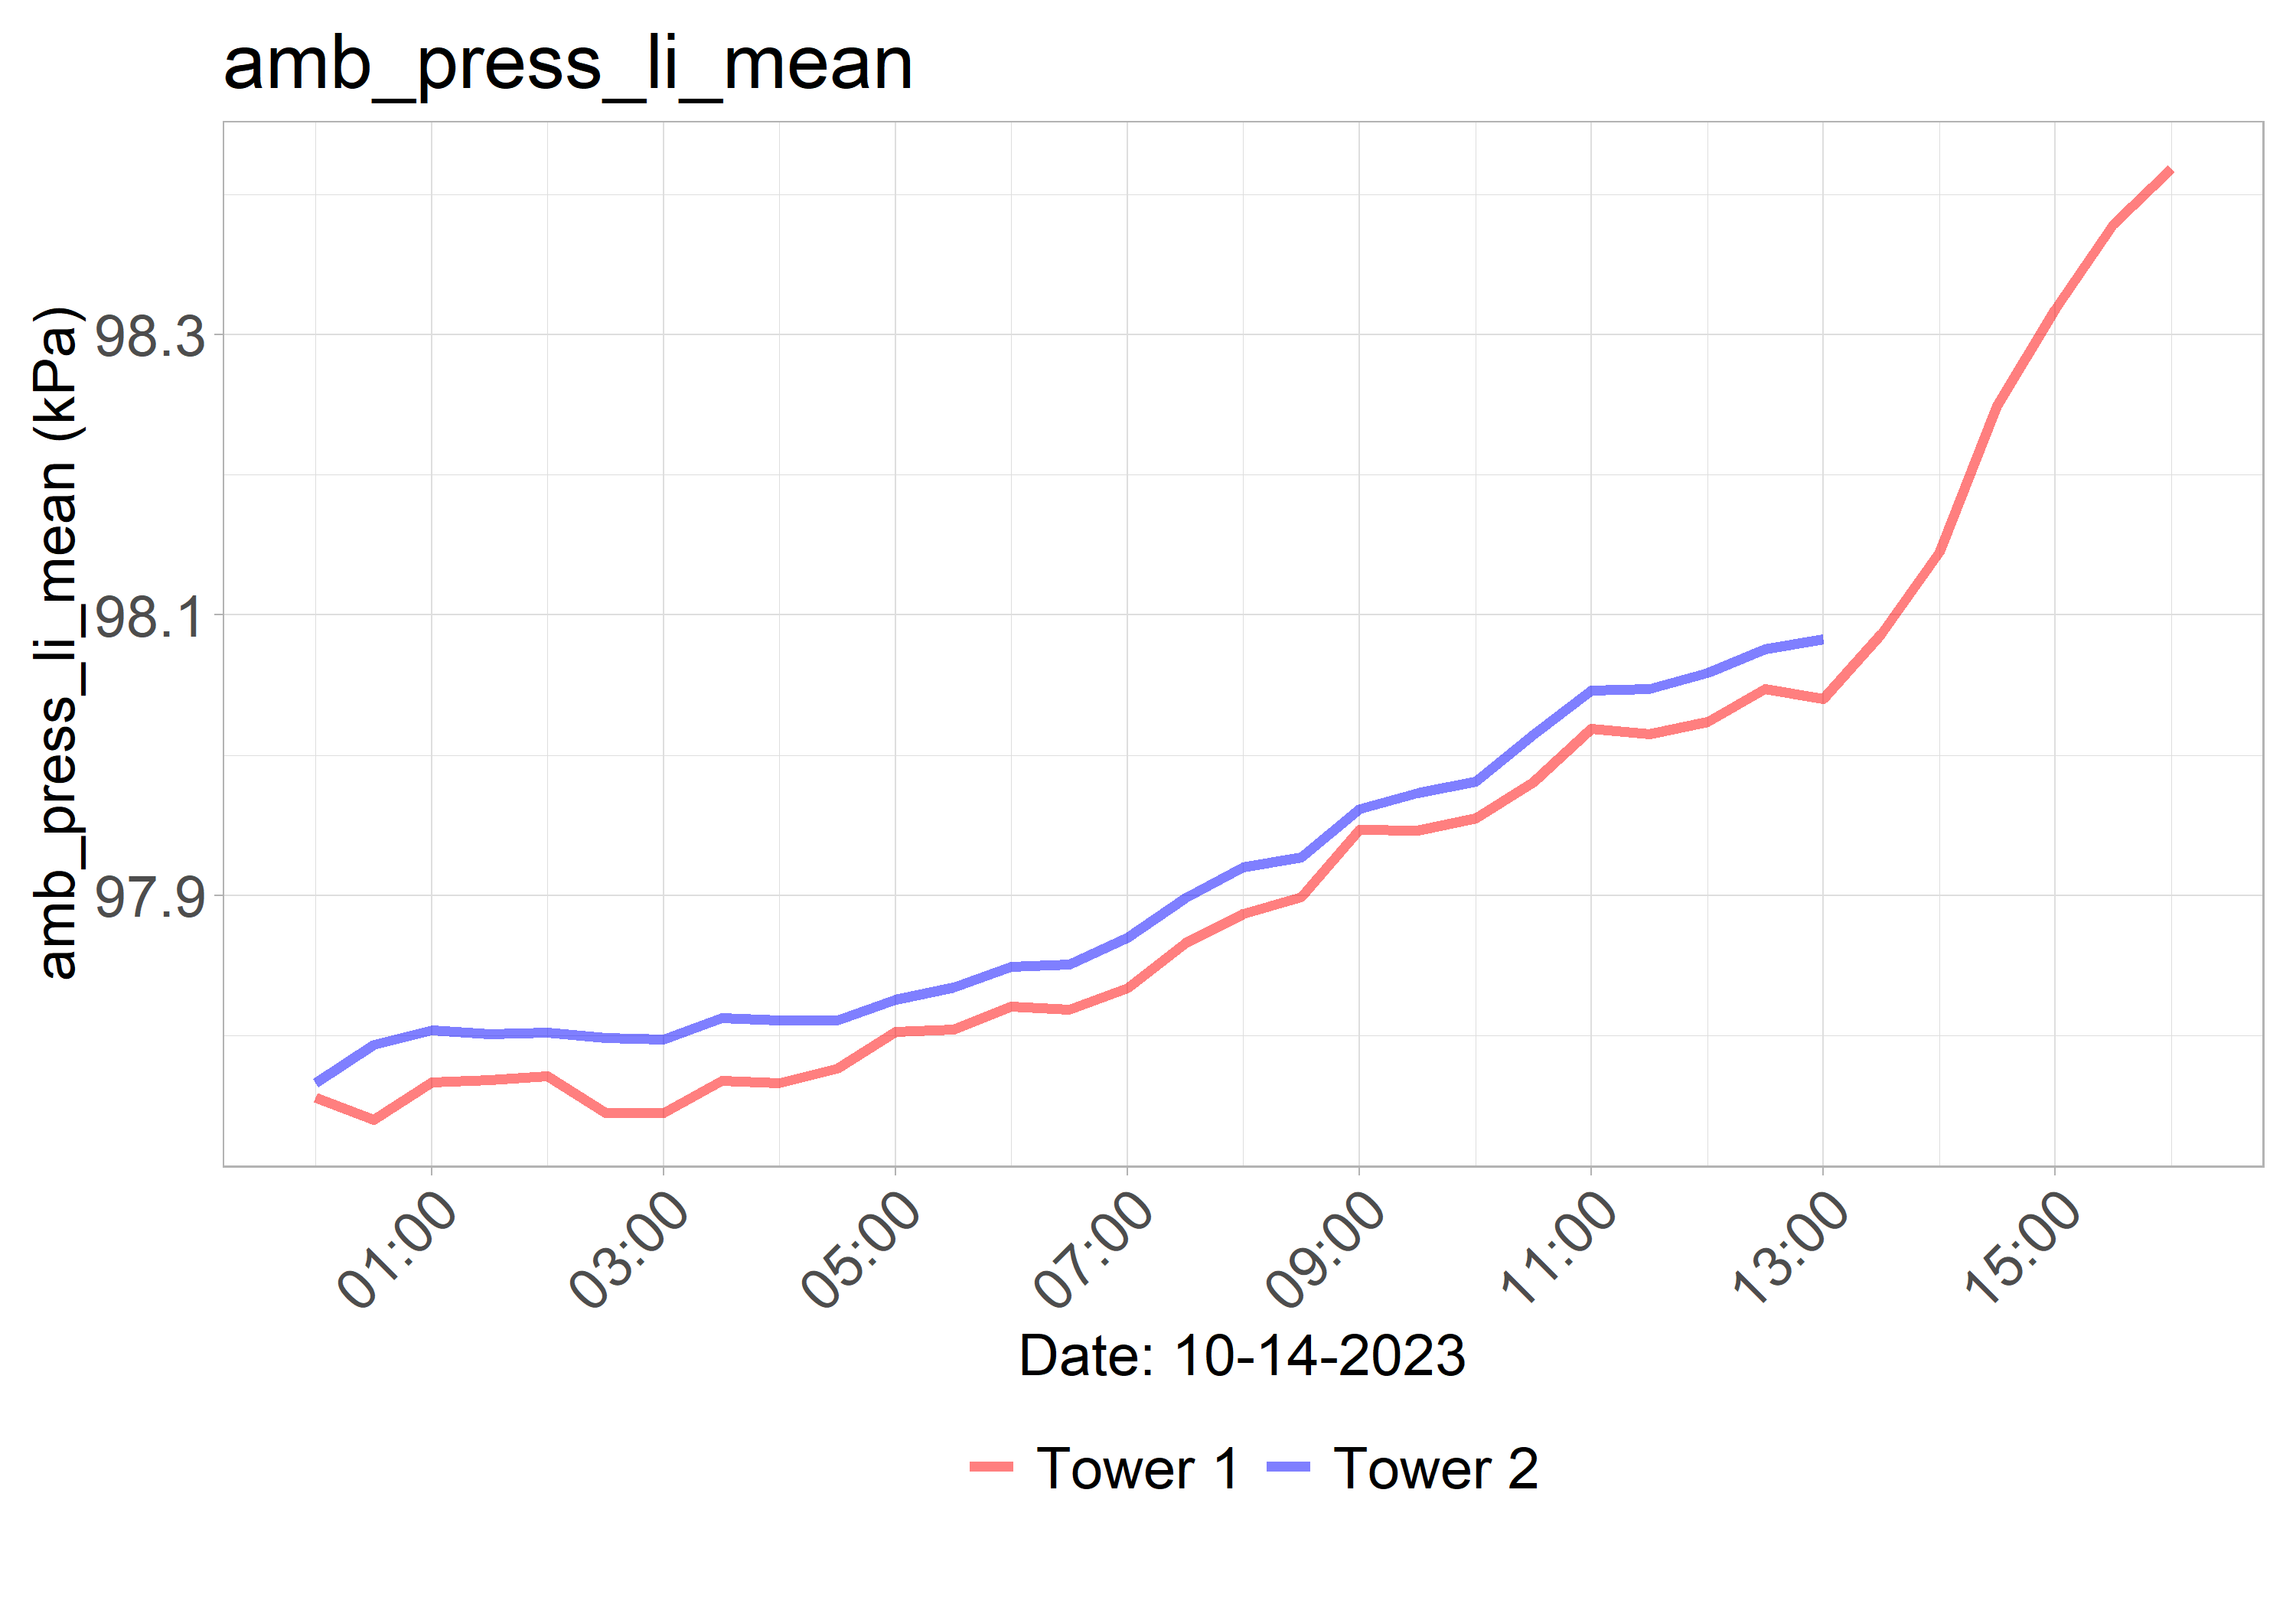 amb_press_li_mean
amb_press_li_mean (kPa)
98.3
98.1
97.9
01:00
03:00
05:00
07:00
09:00
11:00
13:00
15:00
Date: 10-14-2023
Tower 1
Tower 2